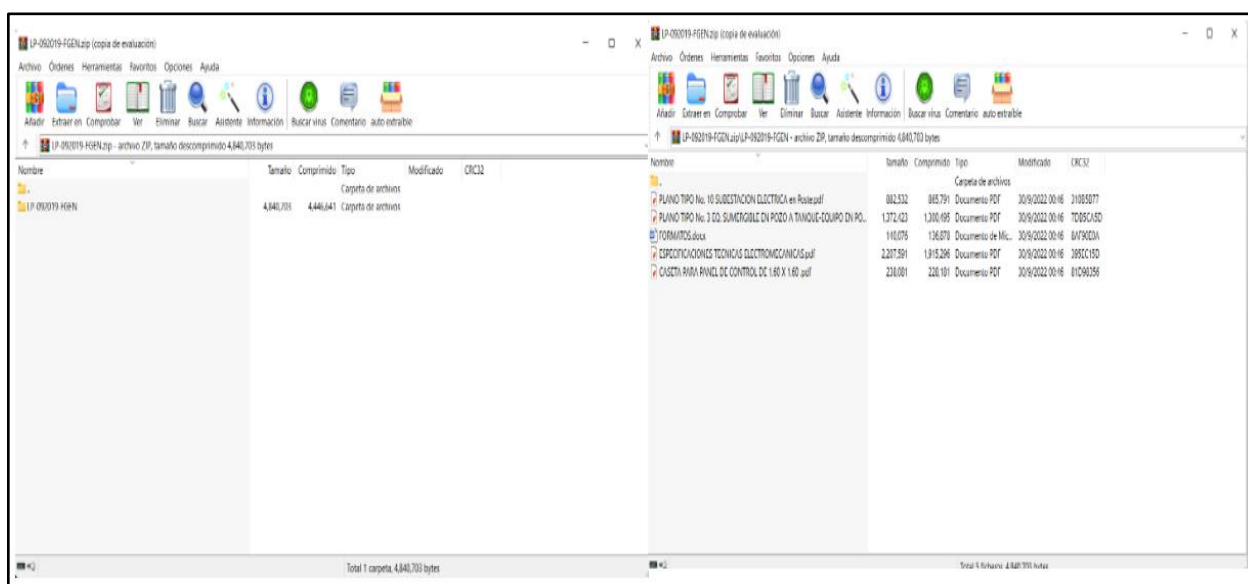 LP-092019-FGEN.zip (copia de evaluación)
Archivo Órdenes Herramientas Favoritos Opciones Ayuda
Añadir Extraer en Comprobar Ver Eliminar Buscar Asistente Información Buscar virus Comentario auto extraíble
LP-092019-FGEN.zip - archivo ZIP, tamaño descomprimido 4,840,703 bytes
Nombre Tamaño Comprimido Tipo Modificado CRC32
.. Carpeta de archivos
LP-092019-FGEN 4,840,703 4,446,641 Carpeta de archivos
Total 1 carpeta, 4,840,703 bytes
LP-092019-FGEN.zip (copia de evaluación)
Archivo Órdenes Herramientas Favoritos Opciones Ayuda
Añadir Extraer en Comprobar Ver Eliminar Buscar Asistente Información Buscar virus Comentario auto extraíble
LP-092019-FGEN.zip\LP-092019-FGEN - archivo ZIP, tamaño descomprimido 4,840,703 bytes
Nombre Tamaño Comprimido Tipo Modificado CRC32
.. Carpeta de archivos
PLANO TIPO No. 10 SUBESTACION ELECTRICA en Poste.pdf 882,532 865,791 Documento PDF 30/9/2022 00:46
PLANO TIPO No. 3 EQ. SUMERGIBLE EN POZO A TANQUE-EQUIPO EN PO... 1,372,423 1,300,495 Documento PDF 30/9/2022 00:46
FORMATOS.docx 140,076 136,878 Documento de Mic... 30/9/2022 00:46
ESPECIFICACIONES TECNICAS ELECTROMECANICAS.pdf 2,207,591 1,915,296 Documento PDF 30/9/2022 00:46
CASETA PARA PANEL DE CONTROL DE 1.60 X 1.60 .pdf 238,081 228,181 Documento PDF 30/9/2022 00:46
Total 5 ficheros, 4,840,703 bytes